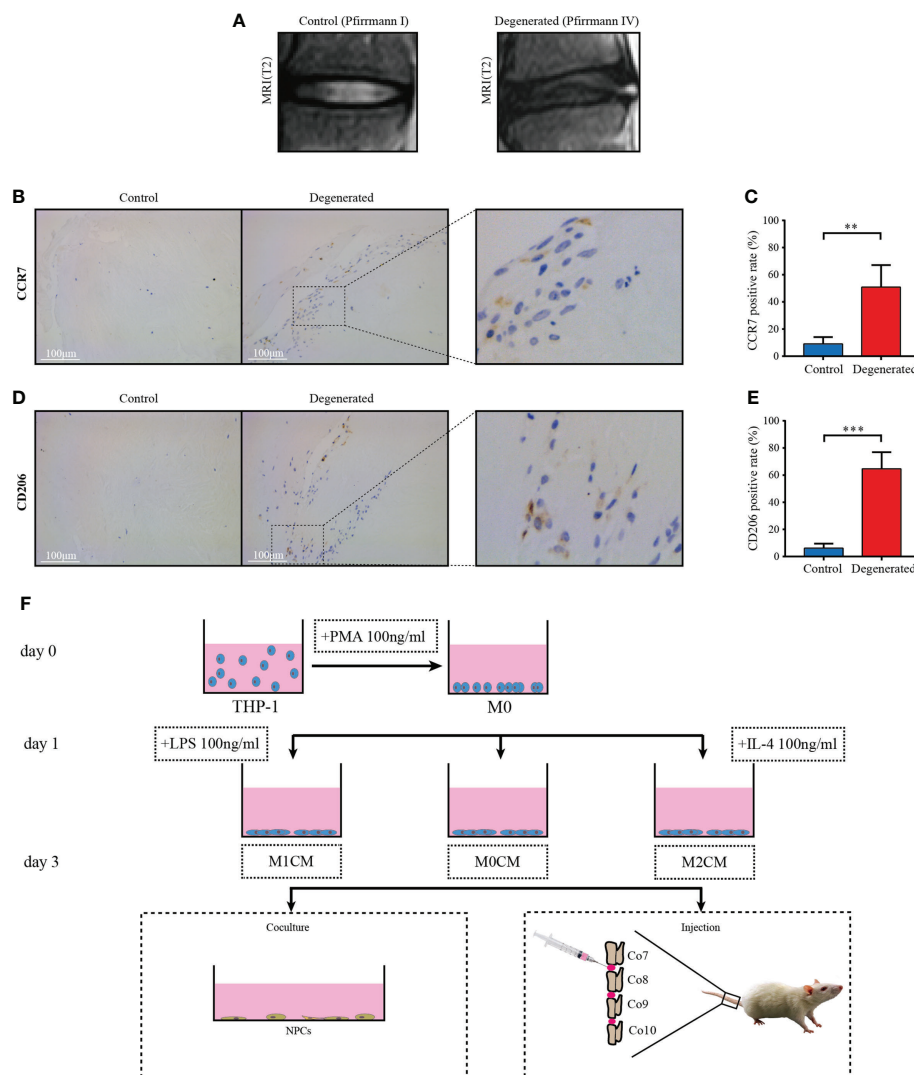 A
Control (Pfirrmann I)
Degenerated (Pfirrmann IV)
MRI(T2)
MRI(T2)
B
Control
Degenerated
CCR7
100μm
100μm
C
CCR7 positive rate (%)
100
80
60
40
20
0
**
Control
Degenerated
D
Control
Degenerated
CD206
100μm
100μm
E
CD206 positive rate (%)
100
80
60
40
20
0
***
Control
Degenerated
F
day 0
+PMA 100ng/ml
THP-1
M0
day 1
+LPS 100ng/ml
+IL-4 100ng/ml
day 3
M1CM
M0CM
M2CM
Coculture
NPCs
Injection
Co7
Co8
Co9
Co10